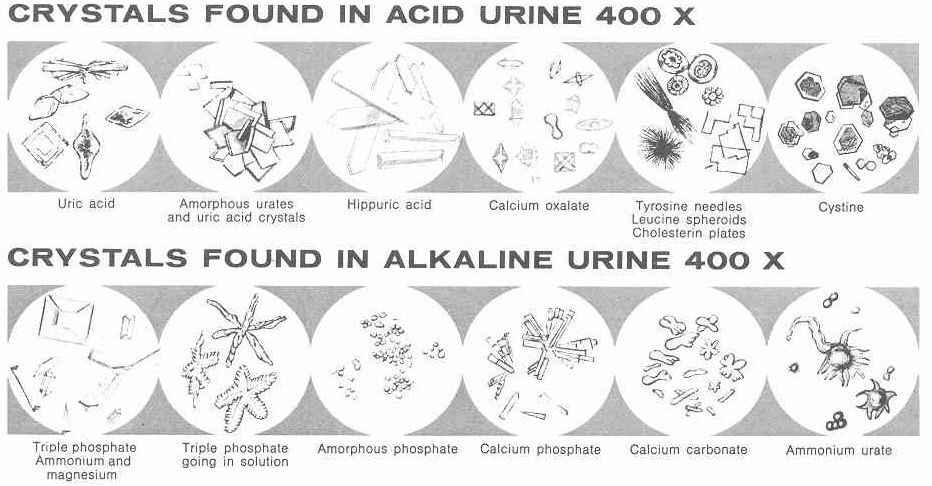 CRYSTALS FOUND IN ACID URINE 400 X
Uric acid
Amorphous urates
and uric acid crystals
Hippuric acid
Calcium oxalate
Tyrosine needles
Leucine spheroids
Cholesterin plates
Cystine
CRYSTALS FOUND IN ALKALINE URINE 400 X
Triple phosphate
Ammonium and
magnesium
Triple phosphate
going in solution
Amorphous phosphate
Calcium phosphate
Calcium carbonate
Ammonium urate